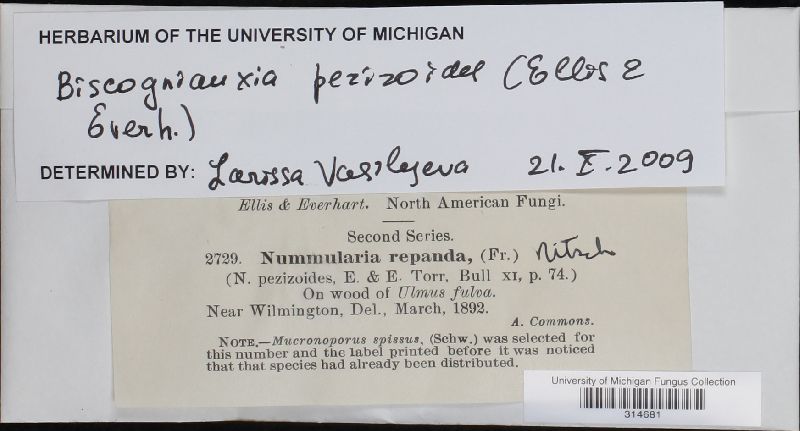 HERBARIUM OF THE UNIVERSITY OF MICHIGAN
Biscogniauxia pezizoides (Ellis &
Everh.)
DETERMINED BY: Larissa Vasilyeva 21. X. 2009
Ellis & Everhart. North American Fungi.
Second Series.
2729. Nummularia repanda, (Fr.) Nitsch
(N. pezizoides, E. & E. Torr, Bull XI, p. 74.)
On wood of Ulmus fulva.
Near Wilmington, Del., March, 1892.
A. Commons.
NOTE.—Mucronoporus spissus, (Schw.) was selected for
this number and the label printed before it was noticed
that that species had already been distributed.
University of Michigan Fungus Collection
314681